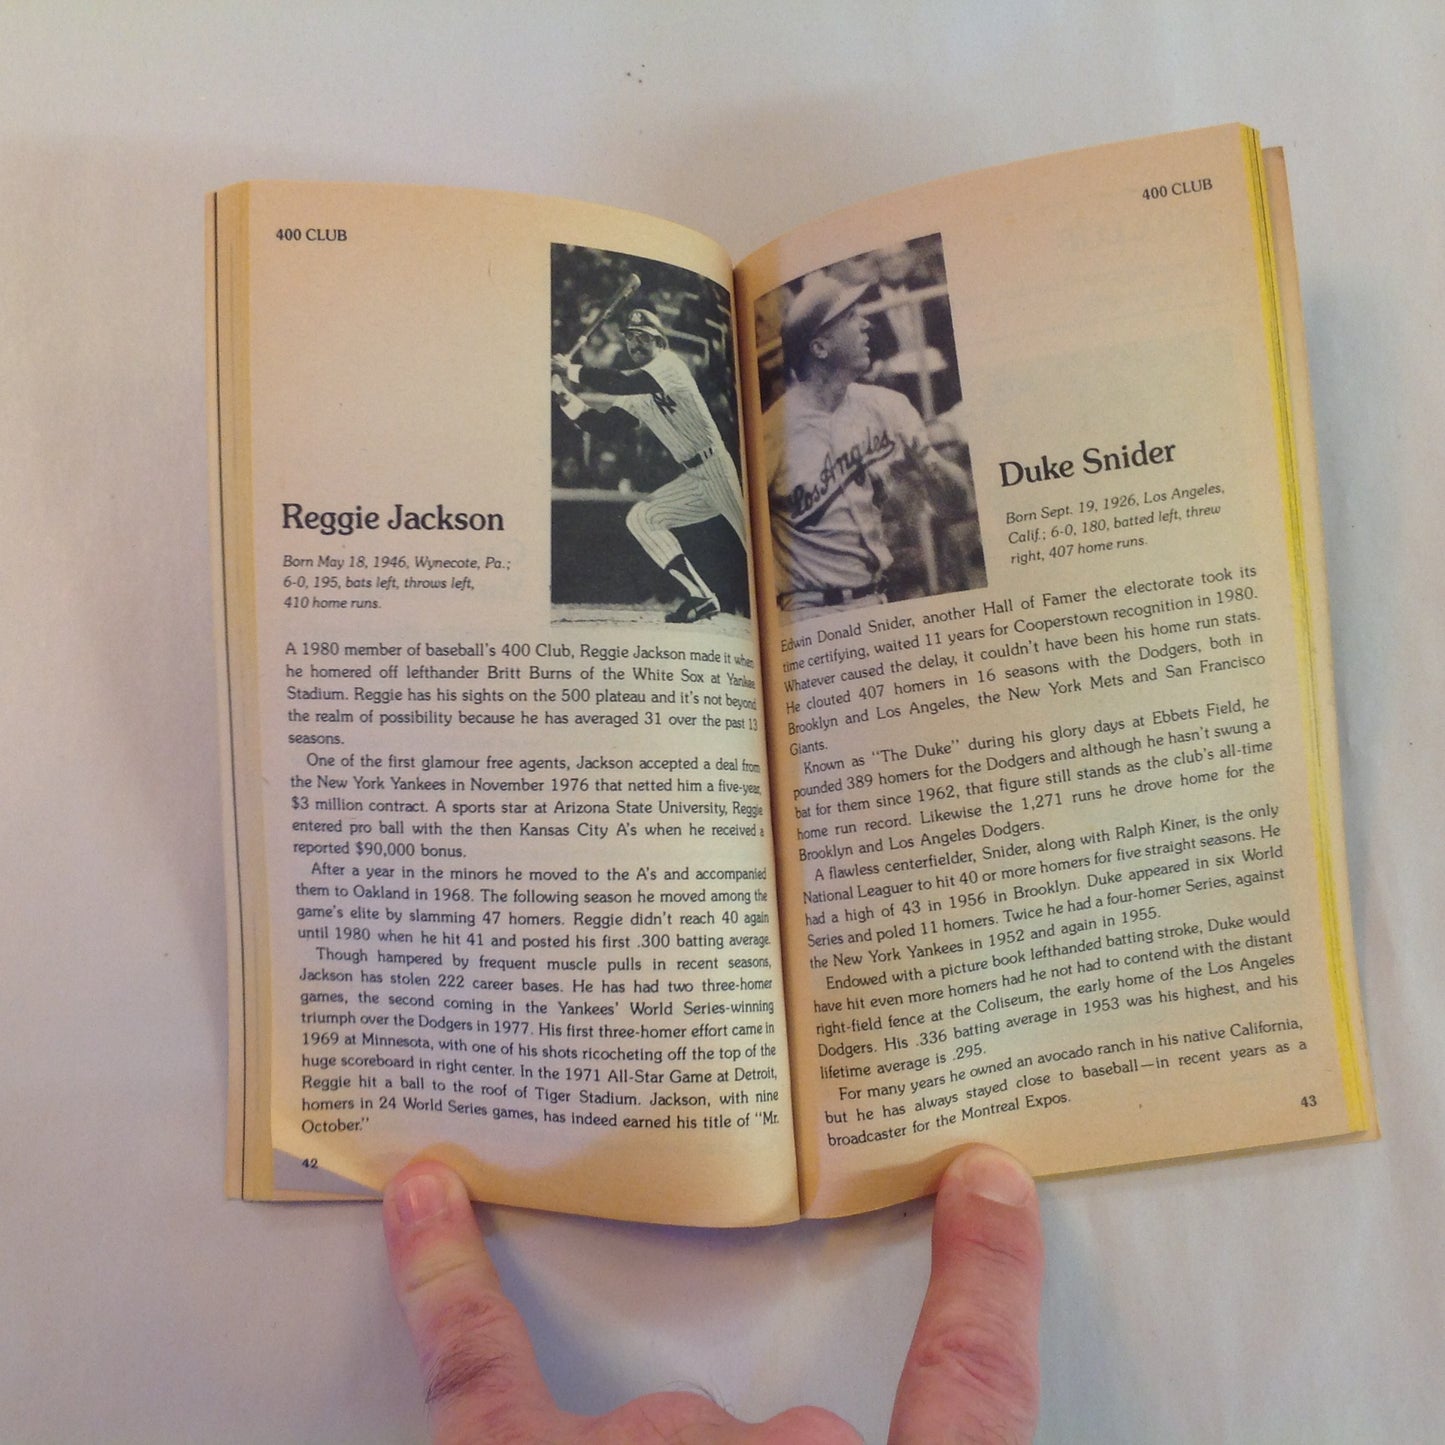 400 CLUB
Reggie Jackson
Born May 18, 1946, Wynecote, Pa.;
6-0, 195, bats left, throws left,
410 home runs.
A 1980 member of baseball's 400 Club, Reggie Jackson made it when
he homered off lefthander Britt Burns of the White Sox at Yankee
Stadium. Reggie has his sights on the 500 plateau and it's not beyond
the realm of possibility because he has averaged 31 over the past 13
seasons.
One of the first glamour free agents, Jackson accepted a deal from
the New York Yankees in November 1976 that netted him a five-year,
$3 million contract. A sports star at Arizona State University, Reggie
entered pro ball with the then Kansas City A's when he received a
reported $90,000 bonus.
After a year in the minors he moved to the A's and accompanied
them to Oakland in 1968. The following season he moved among the
game's elite by slamming 47 homers. Reggie didn't reach 40 again
until 1980 when he hit 41 and posted his first .300 batting average.
Though hampered by frequent muscle pulls in recent seasons,
Jackson has stolen 222 career bases. He has had two three-homer
games, the second coming in the Yankees' World Series-winning
triumph over the Dodgers in 1977. His first three-homer effort came in
1969 at Minnesota, with one of his shots ricocheting off the top of the
huge scoreboard in right center. In the 1971 All-Star Game at Detroit,
Reggie hit a ball to the roof of Tiger Stadium. Jackson, with nine
homers in 24 World Series games, has indeed earned his title of "Mr.
October."
42
400 CLUB
Los Angeles
Duke Snider
Born Sept. 19, 1926, Los Angeles,
Calif.; 6-0, 180, batted left, threw
right, 407 home runs.
Edwin Donald Snider, another Hall of Famer the electorate took its
time certifying, waited 11 years for Cooperstown recognition in 1980.
Whatever caused the delay, it couldn't have been his home run stats.
He clouted 407 homers in 16 seasons with the Dodgers, both in
Brooklyn and Los Angeles, the New York Mets and San Francisco
Giants.
Known as "The Duke" during his glory days at Ebbets Field, he
pounded 389 homers for the Dodgers and although he hasn't swung a
bat for them since 1962, that figure still stands as the club's all-time
home run record. Likewise the 1,271 runs he drove home for the
Brooklyn and Los Angeles Dodgers.
A flawless centerfielder, Snider, along with Ralph Kiner, is the only
National Leaguer to hit 40 or more homers for five straight seasons. He
had a high of 43 in 1956 in Brooklyn. Duke appeared in six World
Series and poled 11 homers. Twice he had a four-homer Series, against
the New York Yankees in 1952 and again in 1955.
Endowed with a picture book lefthanded batting stroke, Duke would
have hit even more homers had he not had to contend with the distant
right-field fence at the Coliseum, the early home of the Los Angeles
Dodgers. His .336 batting average in 1953 was his highest, and his
lifetime average is .295.
For many years he owned an avocado ranch in his native California,
but he has always stayed close to baseball—in recent years as a
broadcaster for the Montreal Expos.
43